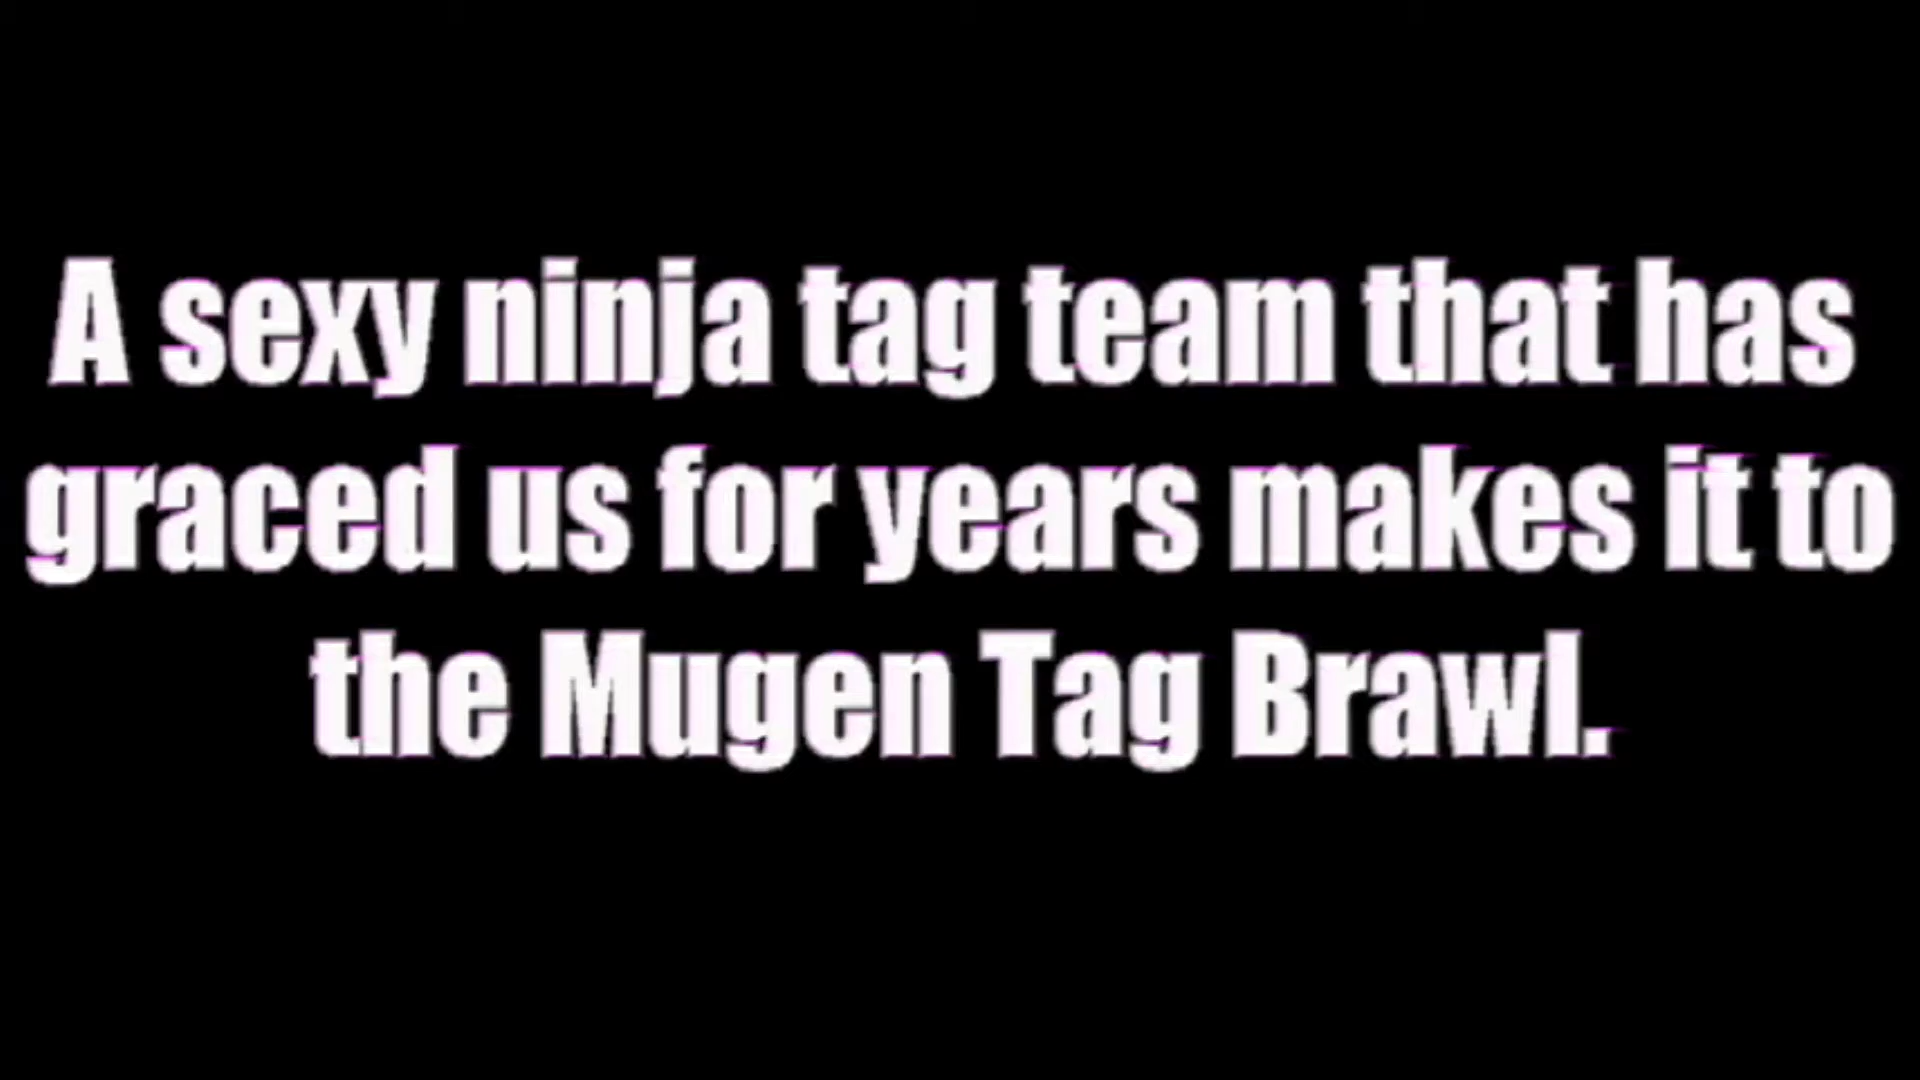 A sexy ninja tag team that has
graced us for years makes it to
the Mugen Tag Brawl.